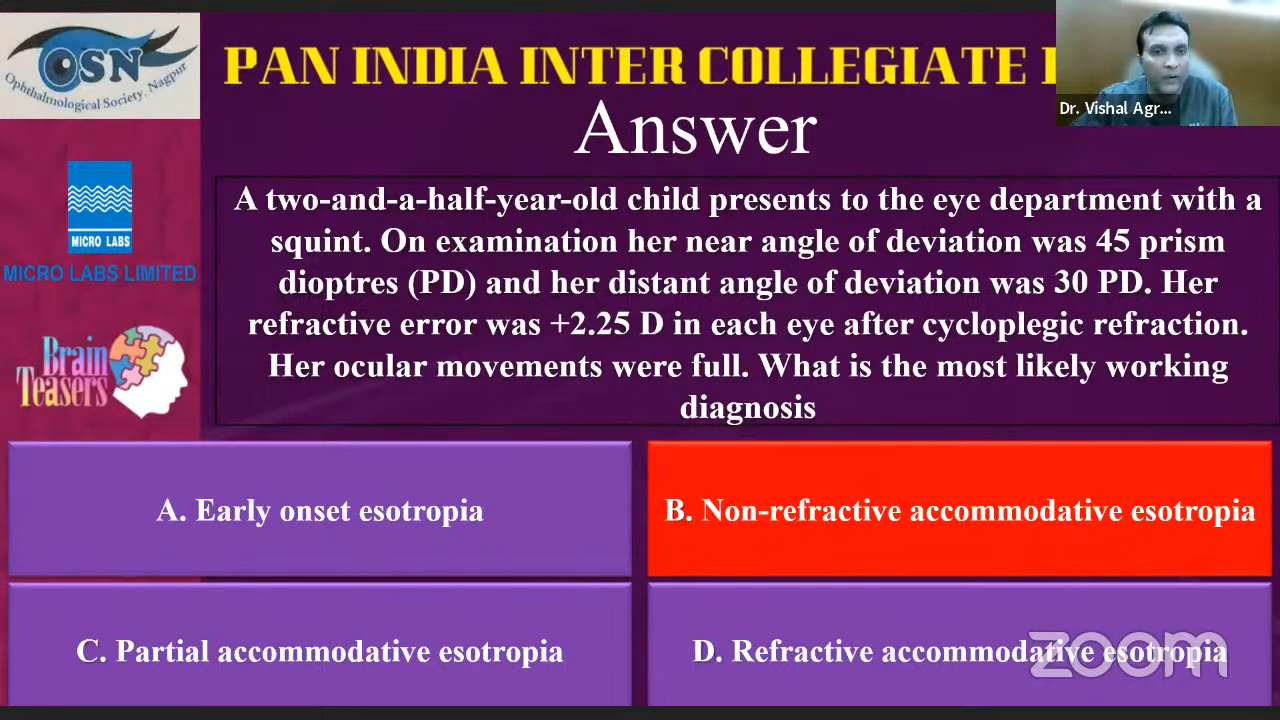 OSN
Ophthalmological Society, Nagpur
PAN INDIA INTER COLLEGIATE
Dr. Vishal Agr...
Answer
MICRO LABS
MICRO LABS LIMITED
Brain
Teasers
A two-and-a-half-year-old child presents to the eye department with a
squint. On examination her near angle of deviation was 45 prism
dioptres (PD) and her distant angle of deviation was 30 PD. Her
refractive error was +2.25 D in each eye after cycloplegic refraction.
Her ocular movements were full. What is the most likely working
diagnosis
A. Early onset esotropia
B. Non-refractive accommodative esotropia
C. Partial accommodative esotropia
D. Refractive accommodative esotropia
zoom